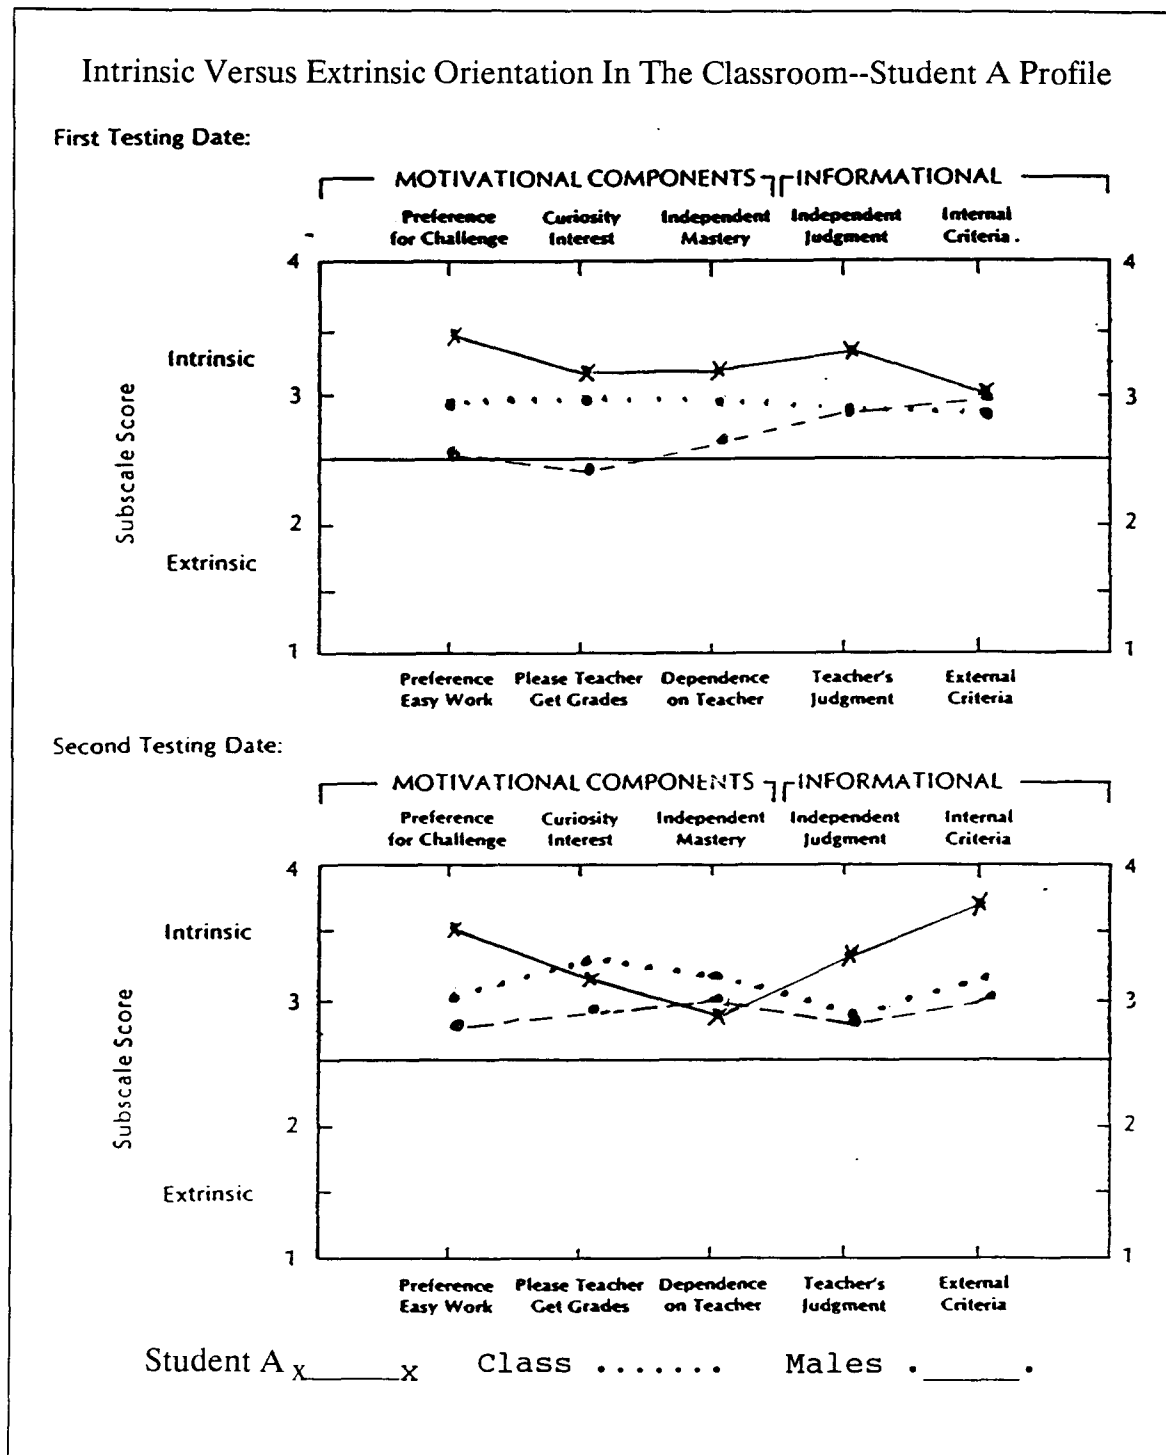 Intrinsic Versus Extrinsic Orientation In The Classroom--Student A Profile
First Testing Date:
MOTIVATIONAL COMPONENTS INFORMATIONAL
Preference Curiosity Independent Independent Internal
for Challenge Interest Mastery Judgment Criteria
4 4
Intrinsic
3 3
Subscale Score
2 2
Extrinsic
1 1
Preference Please Teacher Dependence Teacher's External
Easy Work Get Grades on Teacher Judgment Criteria
Second Testing Date:
MOTIVATIONAL COMPONENTS INFORMATIONAL
Preference Curiosity Independent Independent Internal
for Challenge Interest Mastery Judgment Criteria
4 4
Intrinsic
3 3
Subscale Score
2 2
Extrinsic
1 1
Preference Please Teacher Dependence Teacher's External
Easy Work Get Grades on Teacher Judgment Criteria
Student A x_____x Class ....... Males ._____.